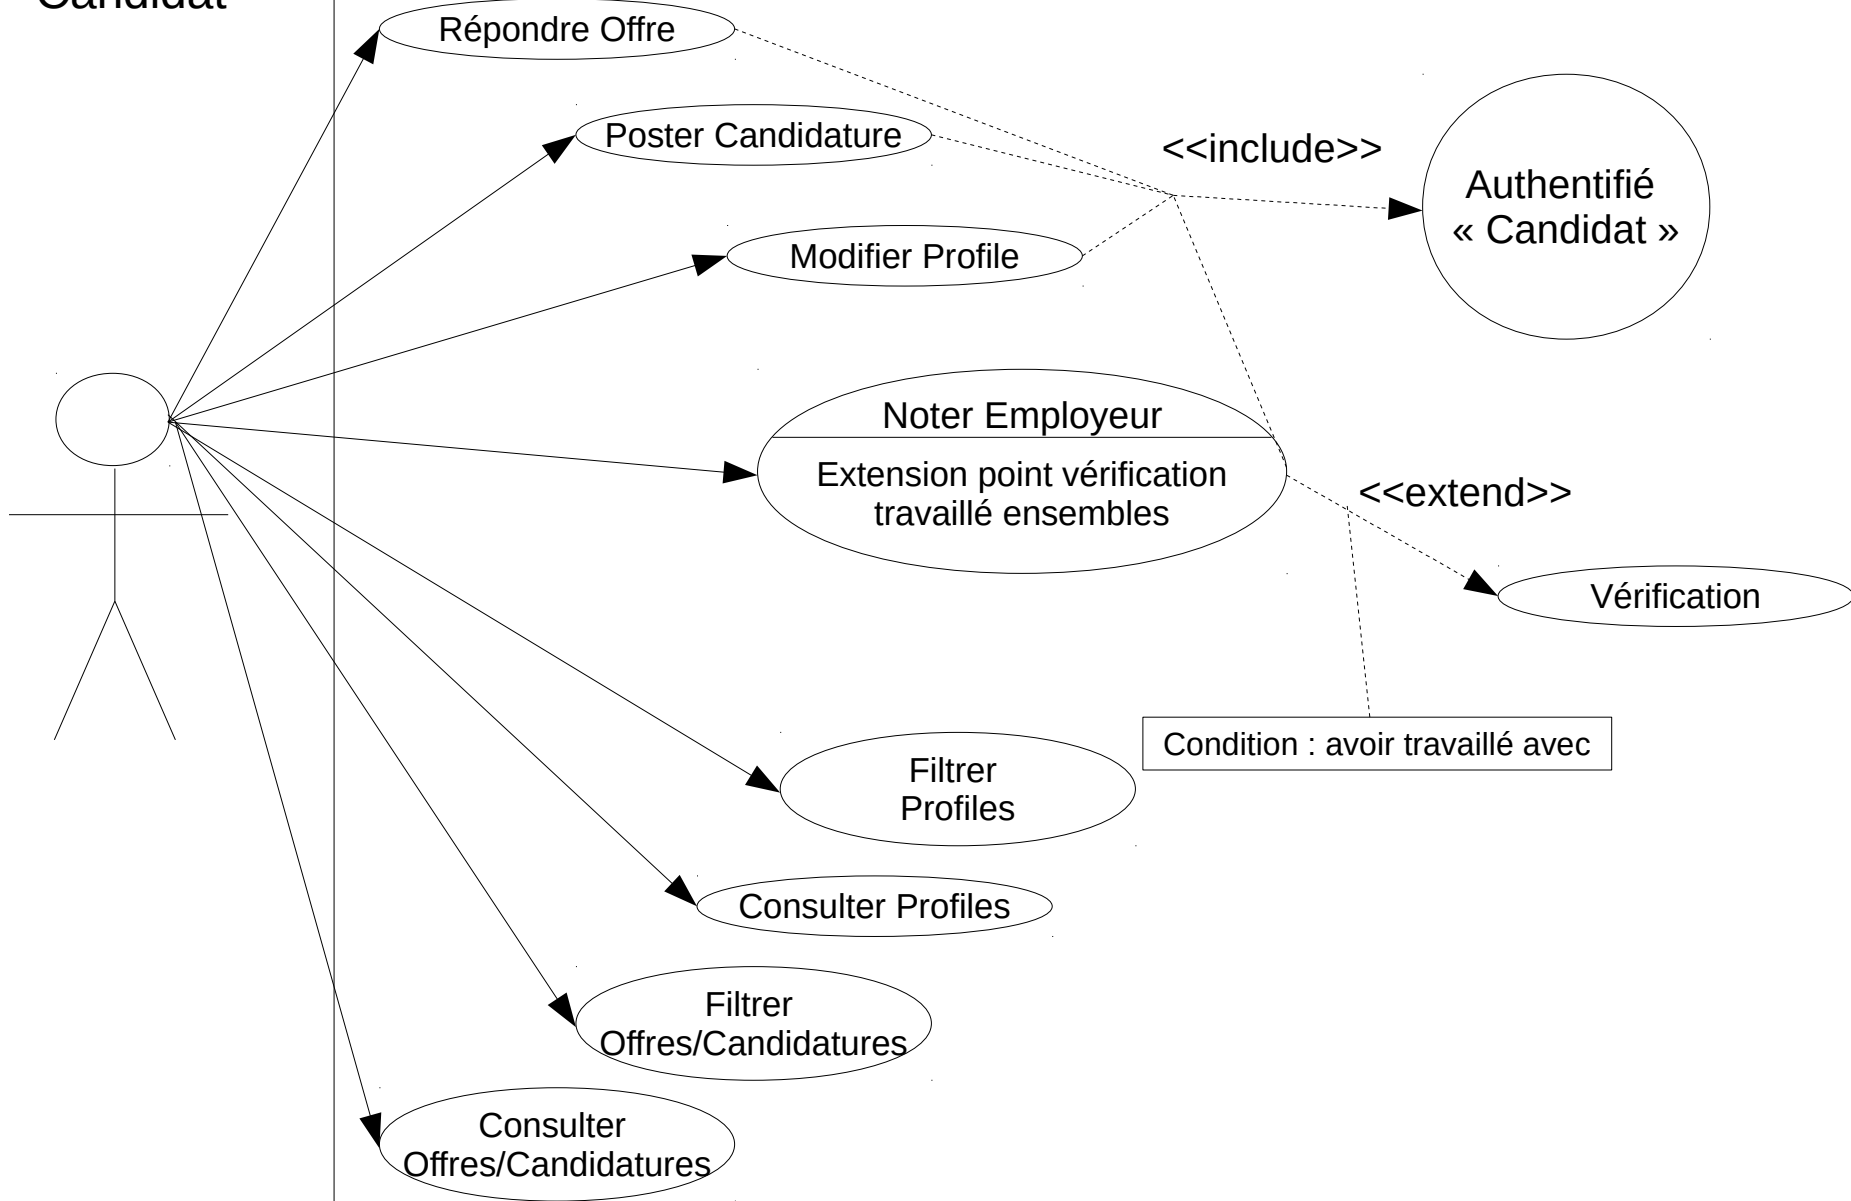 Candidat
Répondre Offre
Poster Candidature
<<include>>
Authentifié
« Candidat »
Modifier Profile
Noter Employeur
Extension point vérification
travaillé ensembles
<<extend>>
Vérification
Condition : avoir travaillé avec
Filtrer
Profiles
Consulter Profiles
Filtrer
Offres/Candidatures
Consulter
Offres/Candidatures